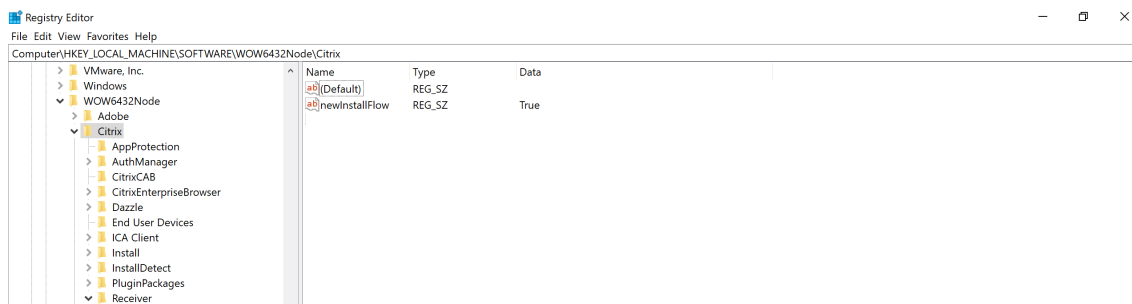 Registry Editor
File Edit View Favorites Help
Computer\HKEY_LOCAL_MACHINE\SOFTWARE\WOW6432Node\Citrix
VMware, Inc.
Windows
WOW6432Node
Adobe
Citrix
AppProtection
AuthManager
CitrixCAB
CitrixEnterpriseBrowser
Dazzle
End User Devices
ICA Client
Install
InstallDetect
PluginPackages
Receiver
Name Type Data
ab (Default) REG_SZ
ab newInstallFlow REG_SZ True